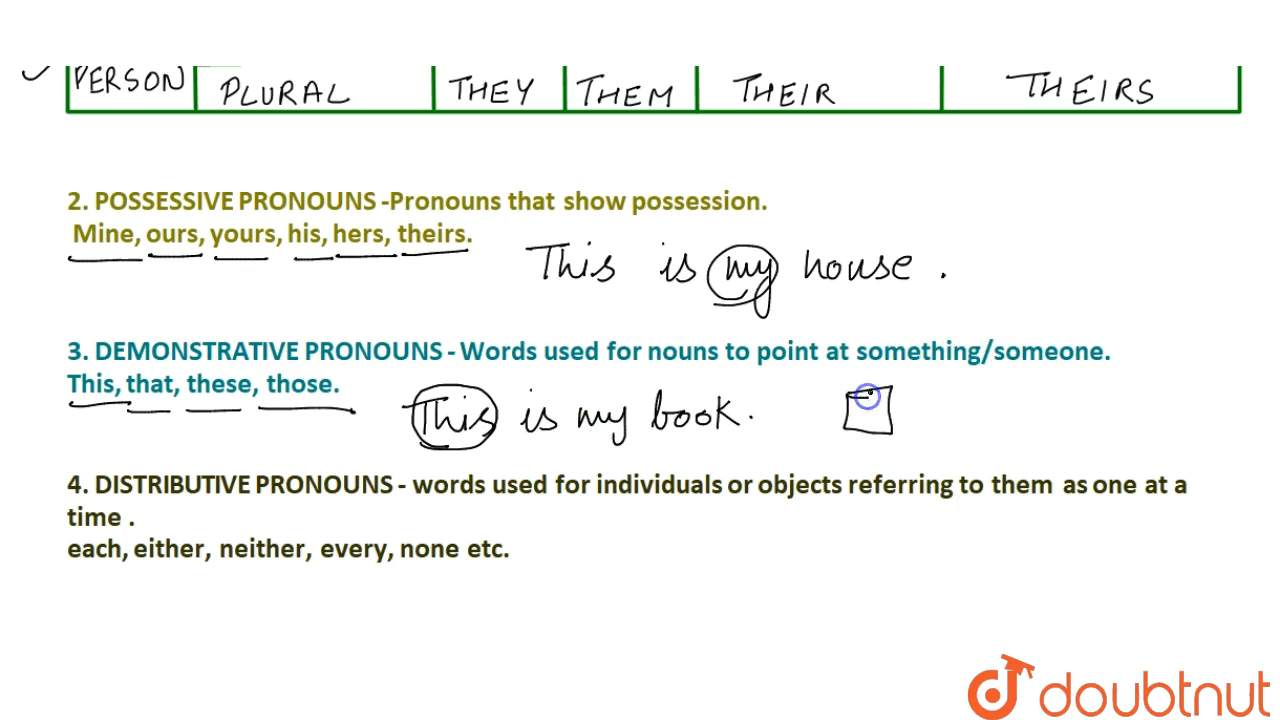 PERSON PLURAL THEY THEM THEIR THEIRS
2. POSSESSIVE PRONOUNS -Pronouns that show possession.
Mine, ours, yours, his, hers, theirs.
This is my house.
3. DEMONSTRATIVE PRONOUNS - Words used for nouns to point at something/someone.
This, that, these, those.
This is my book.
4. DISTRIBUTIVE PRONOUNS - words used for individuals or objects referring to them as one at a
time .
each, either, neither, every, none etc.
doubtnut